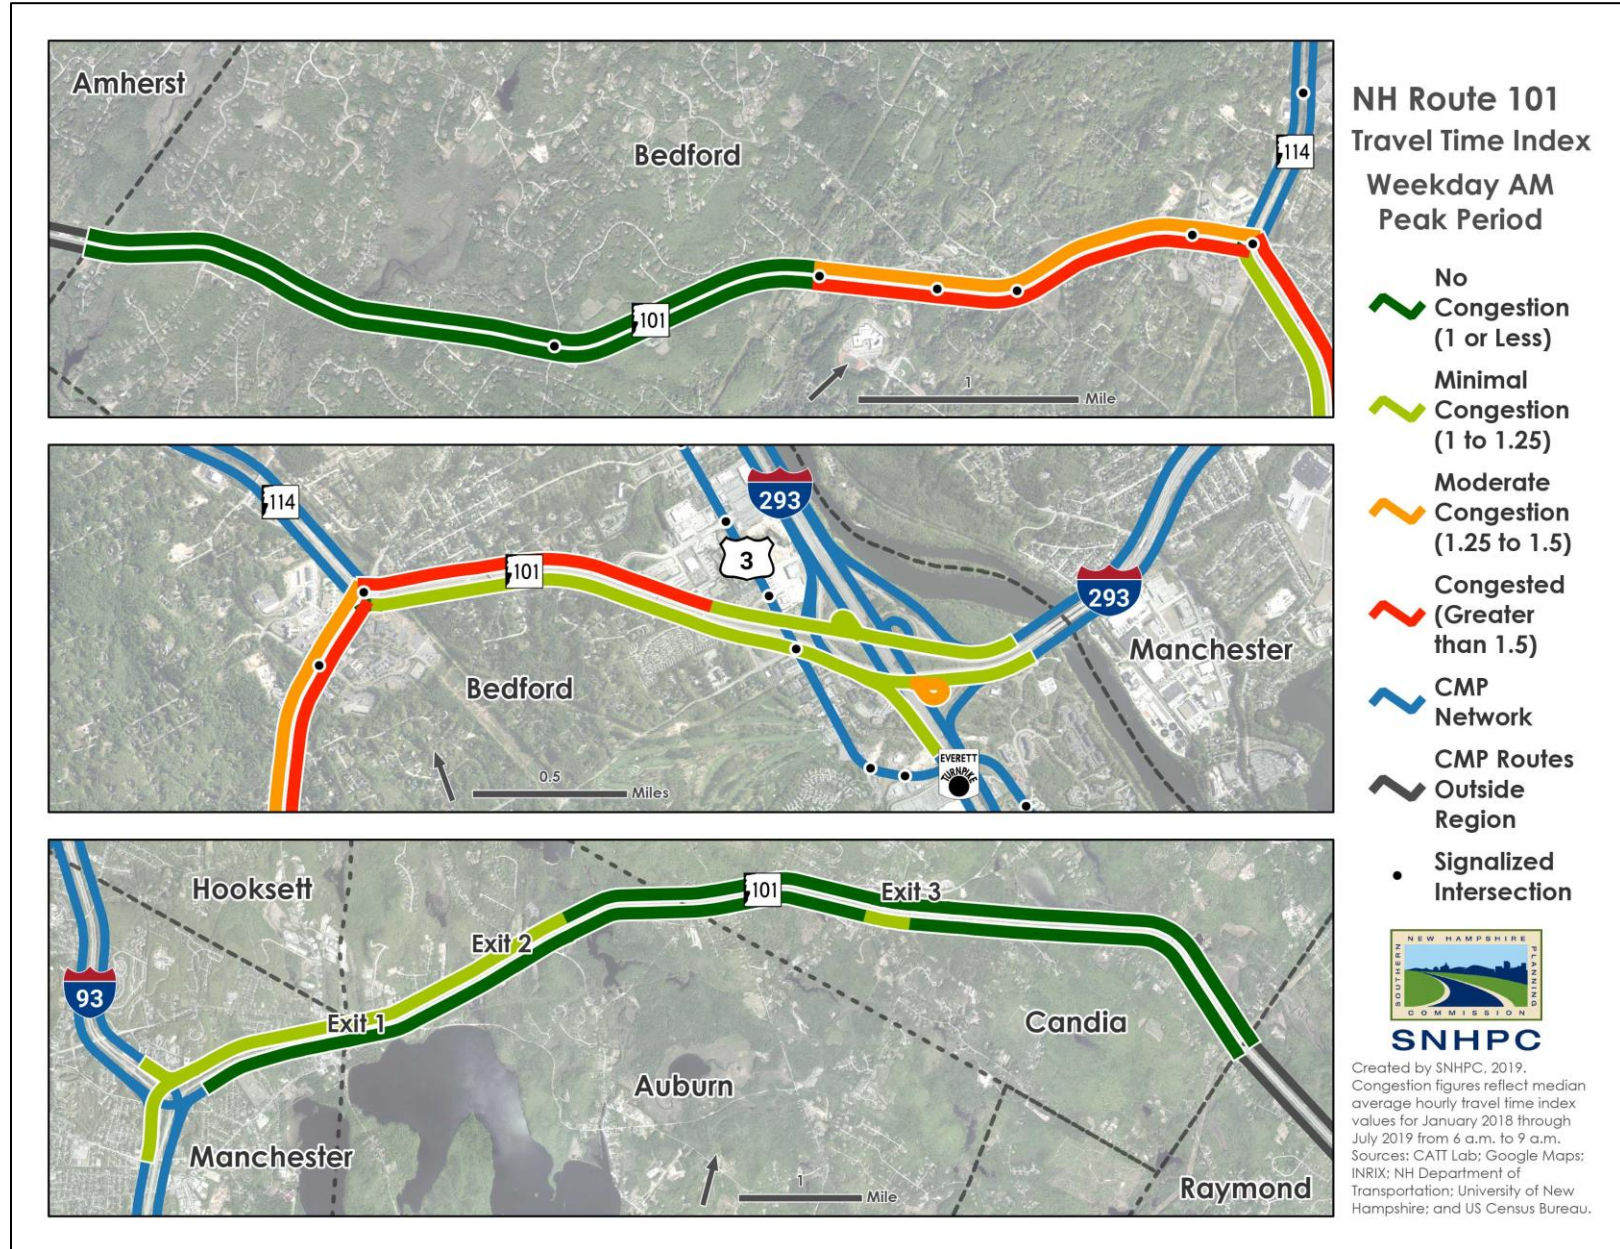 Amherst
Bedford
114
101
1
Mile
114
101
293
3
293
Manchester
Bedford
EVERETT
TURNPIKE
0.5
Miles
Hooksett
101
Exit 3
Exit 2
93
Exit 1
Candia
Auburn
Manchester
1
Mile
Raymond
NH Route 101
Travel Time Index
Weekday AM
Peak Period
No
Congestion
(1 or Less)
Minimal
Congestion
(1 to 1.25)
Moderate
Congestion
(1.25 to 1.5)
Congested
(Greater
than 1.5)
CMP
Network
CMP Routes
Outside
Region
Signalized
Intersection
NEW HAMPSHIRE
SOUTHERN
PLANNING
COMMISSION
SNHPC
Created by SNHPC, 2019.
Congestion figures reflect median
average hourly travel time index
values for January 2018 through
July 2019 from 6 a.m. to 9 a.m.
Sources: CATT Lab; Google Maps;
INRIX; NH Department of
Transportation; University of New
Hampshire; and US Census Bureau.